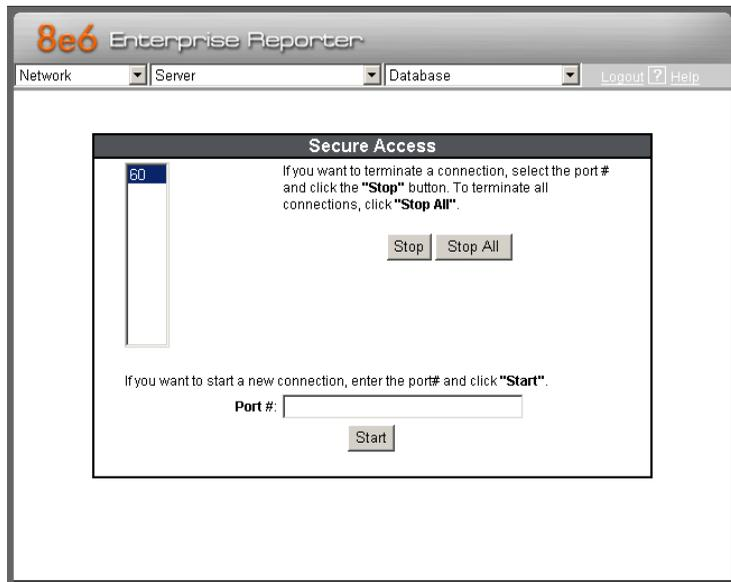 8e6 Enterprise Reporter
Network Server Database Logout ? Help
Secure Access
60
If you want to terminate a connection, select the port #
and click the "Stop" button. To terminate all
connections, click "Stop All".
Stop Stop All
If you want to start a new connection, enter the port# and click "Start".
Port #:
Start